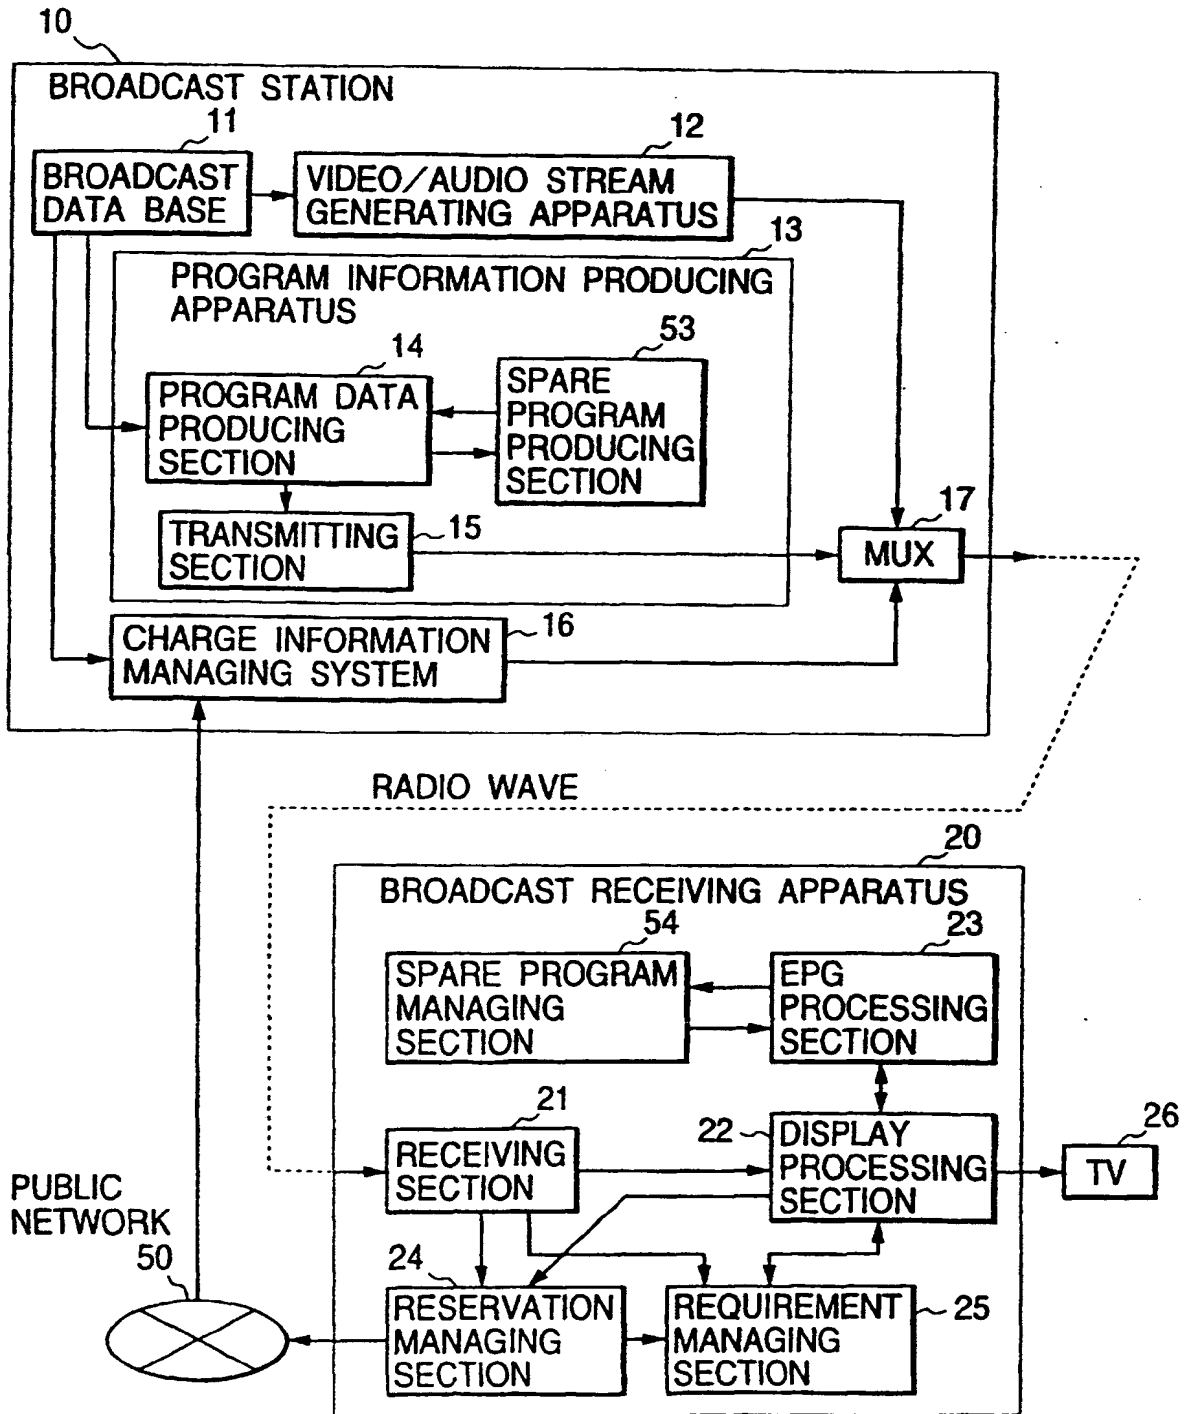 10
BROADCAST STATION
11
BROADCAST
DATA BASE
12
VIDEO/AUDIO STREAM
GENERATING APPARATUS
13
PROGRAM INFORMATION PRODUCING
APPARATUS
14
PROGRAM DATA
PRODUCING
SECTION
53
SPARE
PROGRAM
PRODUCING
SECTION
TRANSMITTING
SECTION
15
17
MUX
CHARGE INFORMATION
MANAGING SYSTEM
16
RADIO WAVE
20
BROADCAST RECEIVING APPARATUS
54
SPARE PROGRAM
MANAGING
SECTION
23
EPG
PROCESSING
SECTION
21
RECEIVING
SECTION
22
DISPLAY
PROCESSING
SECTION
26
TV
PUBLIC
NETWORK
50
24
RESERVATION
MANAGING
SECTION
REQUIREMENT
MANAGING
SECTION
25